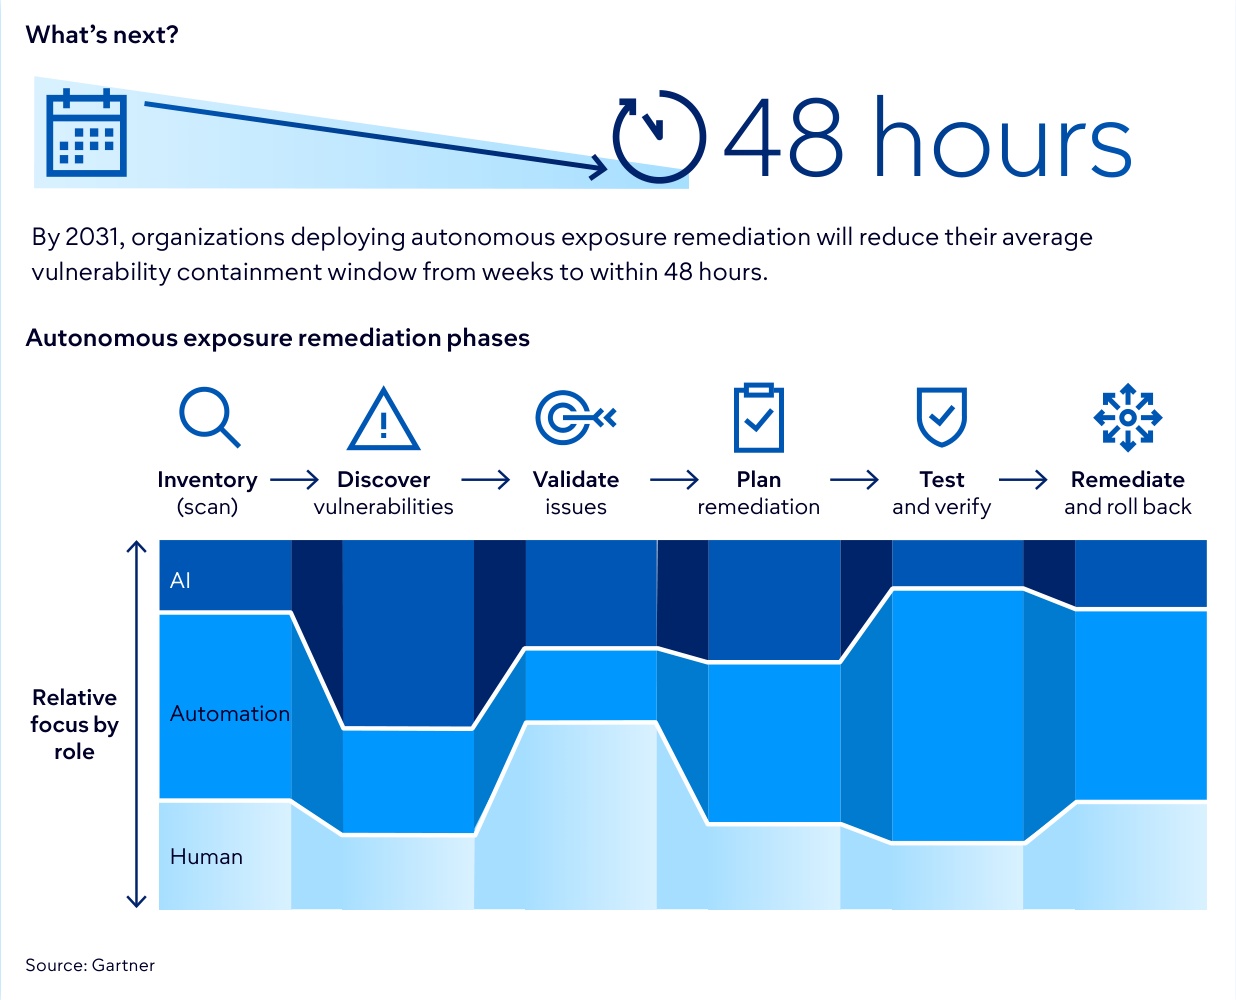 What’s next?
48 hours
By 2031, organizations deploying autonomous exposure remediation will reduce their average
vulnerability containment window from weeks to within 48 hours.
Autonomous exposure remediation phases
Inventory
(scan)
Discover
vulnerabilities
Validate
issues
Plan
remediation
Test
and verify
Remediate
and roll back
Relative
focus by
role
AI
Automation
Human
Source: Gartner